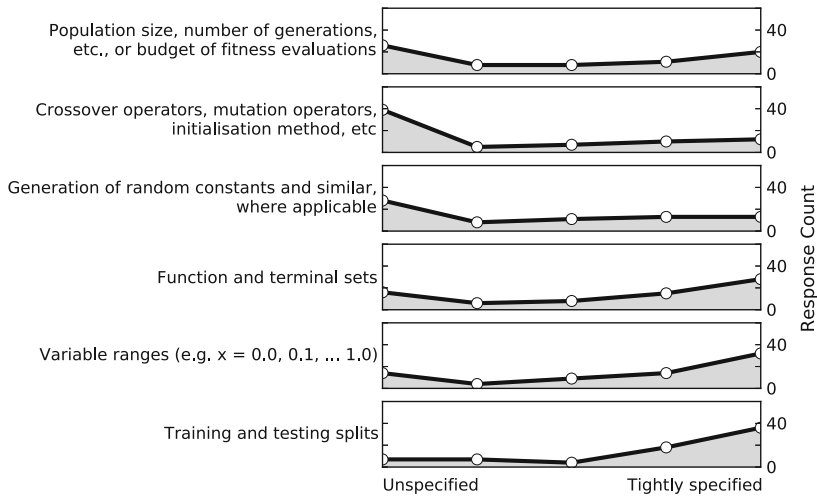 Population size, number of generations,
etc., or budget of fitness evaluations
40
0
Crossover operators, mutation operators,
initialisation method, etc
40
0
Generation of random constants and similar,
where applicable
40
0
Function and terminal sets
40
0
Variable ranges (e.g. x = 0.0, 0.1, ... 1.0)
40
0
Training and testing splits
40
0
Unspecified
Tightly specified
Response Count